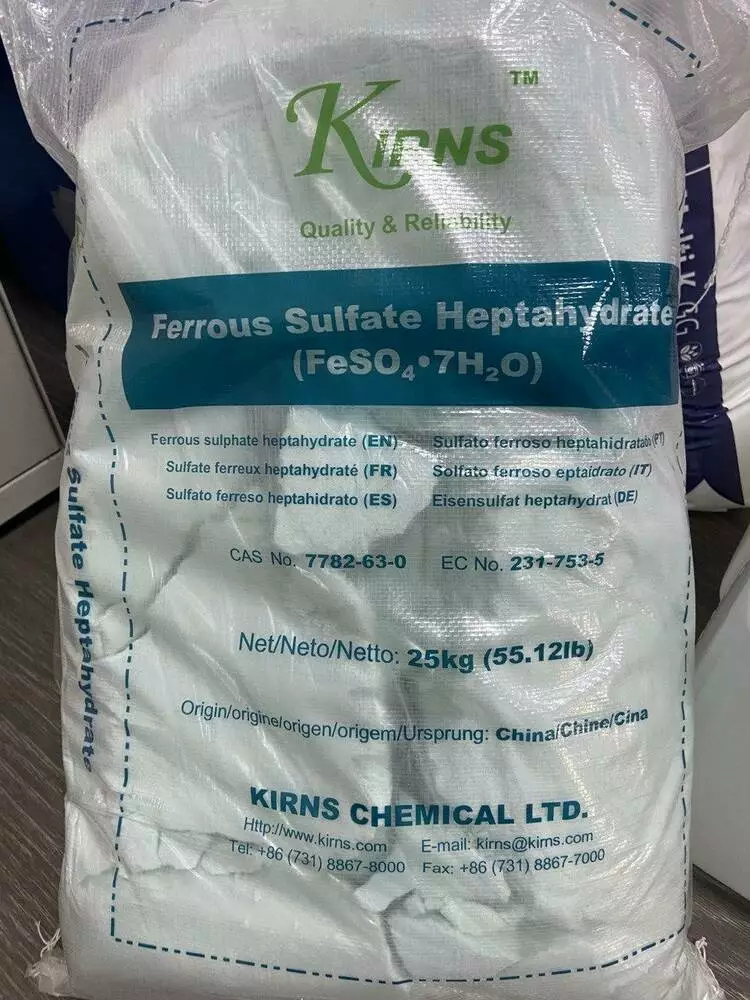 KIRNS™
Quality & Reliability
Ferrous Sulfate Heptahydrate
(FeSO₄•7H₂O)
Ferrous sulphate heptahydrate (EN)
Sulfate ferreux heptahydraté (FR)
Sulfato ferreso heptahidrato (ES)
Sulfato ferroso heptahidratado (PT)
Solfato ferroso eptaidrato (IT)
Eisensulfat heptahydrat (DE)
CAS No. 7782-63-0 EC No. 231-753-5
Net/Neto/Netto: 25kg (55.12lb)
Origin/origine/origen/origem/Ursprung: China/Chine/Cina
KIRNS CHEMICAL LTD.
Http://www.kirns.com E-mail: kirns@kirns.com
Tel: +86 (731) 8867-8000 Fax: +86 (731) 8867-7000
Sulfate Heptahydrate